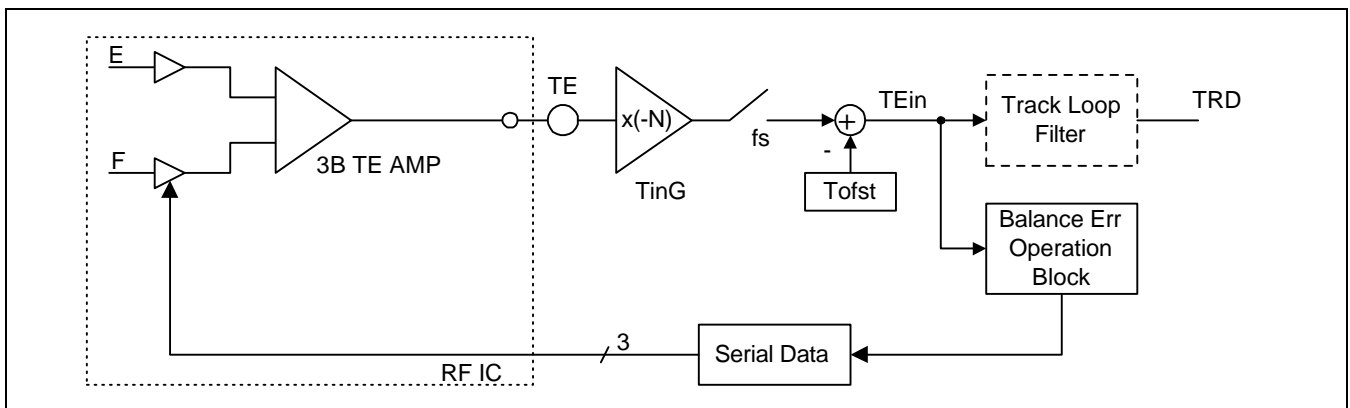 E
F
3B TE AMP
RF IC
TE
x(-N)
TinG
fs
+
-
Tofst
TEin
Track Loop
Filter
TRD
Balance Err
Operation
Block
Serial Data
3